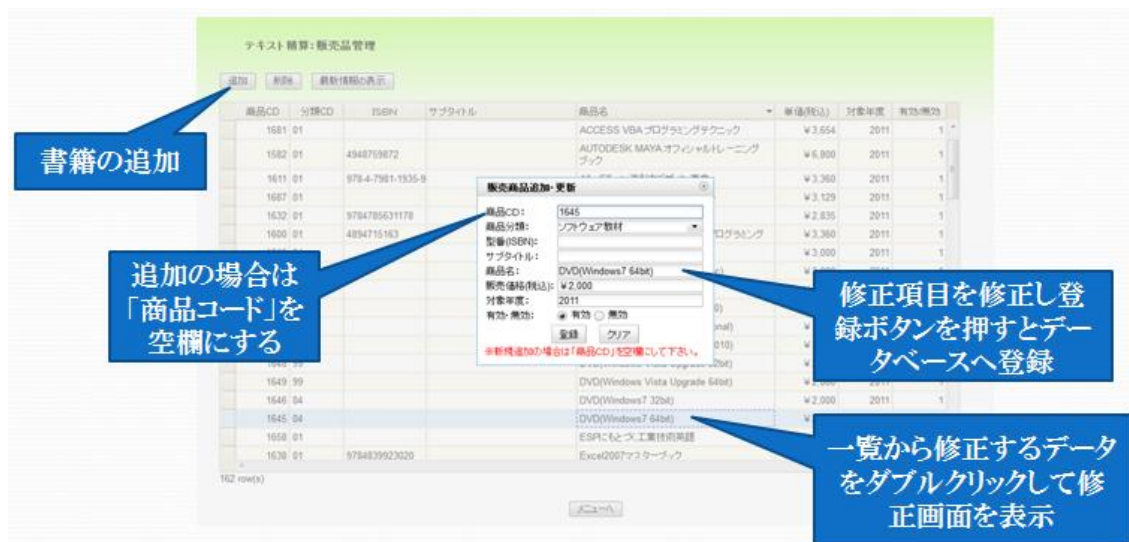 テキスト精算:販売品管理
追加 削除 最新情報の表示
商品CD 分類CD ISBN サブタイトル 商品名 単価(税込) 対象年度 有効/無効
1681 01 ACCESS VBA プログラミングテクニック ¥3,654 2011 1
1582 01 4948759872 AUTODESK MAYA オフィシャルトレーニング
ブック ¥6,800 2011 1
1611 01 978-4-7981-1935-9 ¥3,360 2011 1
1687 01 ¥3,129 2011 1
1632 01 9784785631178 ¥2,835 2011 1
1600 01 4894715163 プログラミング ¥3,360 2011 1
¥3,000 2011 1
書籍の追加
追加の場合は
「商品コード」を
空欄にする
販売商品追加・更新
商品CD: 1645
商品分類: ソフトウェア教材
型番(ISBN):
サブタイトル:
商品名: DVD(Windows7 64bit)
販売価格(税込): ¥2,000
対象年度: 2011
有効・無効: 有効 無効
登録 クリア
※新規追加の場合は「商品CD」を空欄にして下さい。
修正項目を修正し登
録ボタンを押すとデー
タベースへ登録
1649 99 DVD(Windows Vista Upgrade 64bit) ¥2,000 2011 1
1646 04 DVD(Windows7 32bit) ¥2,000 2011 1
1645 04 DVD(Windows7 64bit)
1658 01 ESPにもとづく工業技術英語
1638 01 9784839923020 Excel2007マスターブック
162 row(s)
メニューへ
一覧から修正するデータ
をダブルクリックして修
正画面を表示